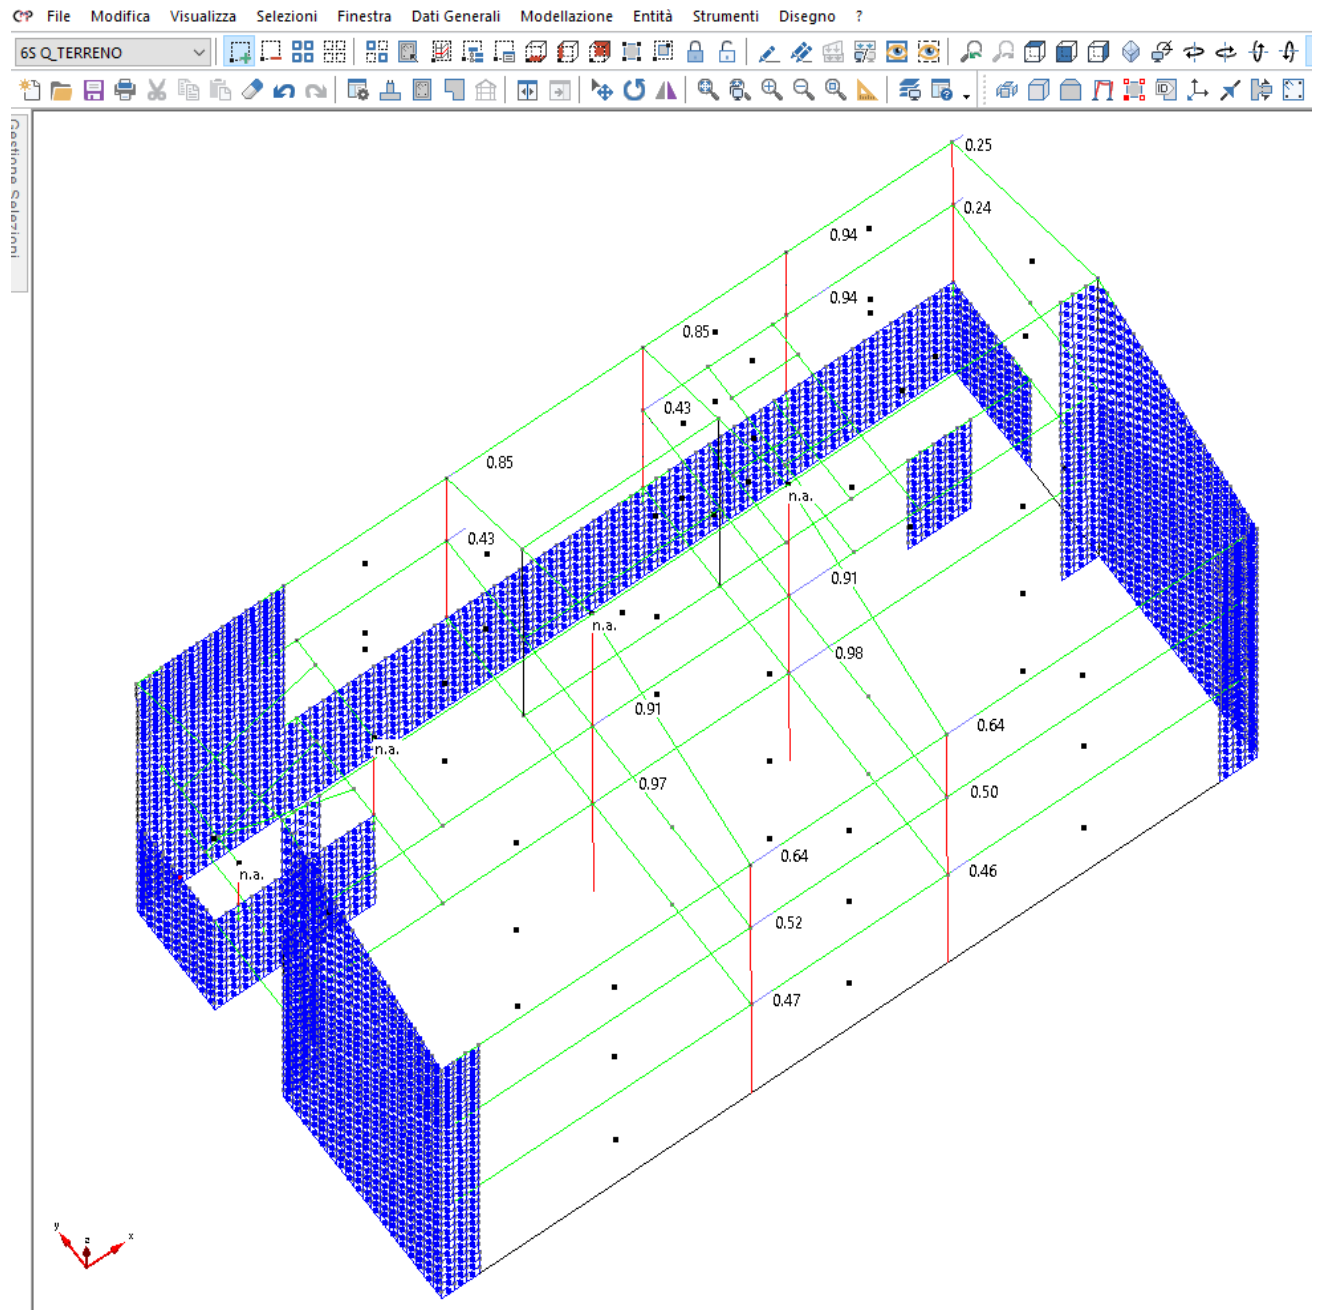 File Modifica Visualizza Selezioni Finestra Dati Generali Modellazione Entità Strumenti Disegno ?
6S Q_TERRENO
Gestione Selezioni
0.25
0.24
0.94
0.94
0.85
0.43
0.85
n.a.
0.43
0.91
n.a.
0.98
0.91
0.64
n.a.
0.97
0.50
0.64
0.46
n.a.
0.52
0.47
y
z
x